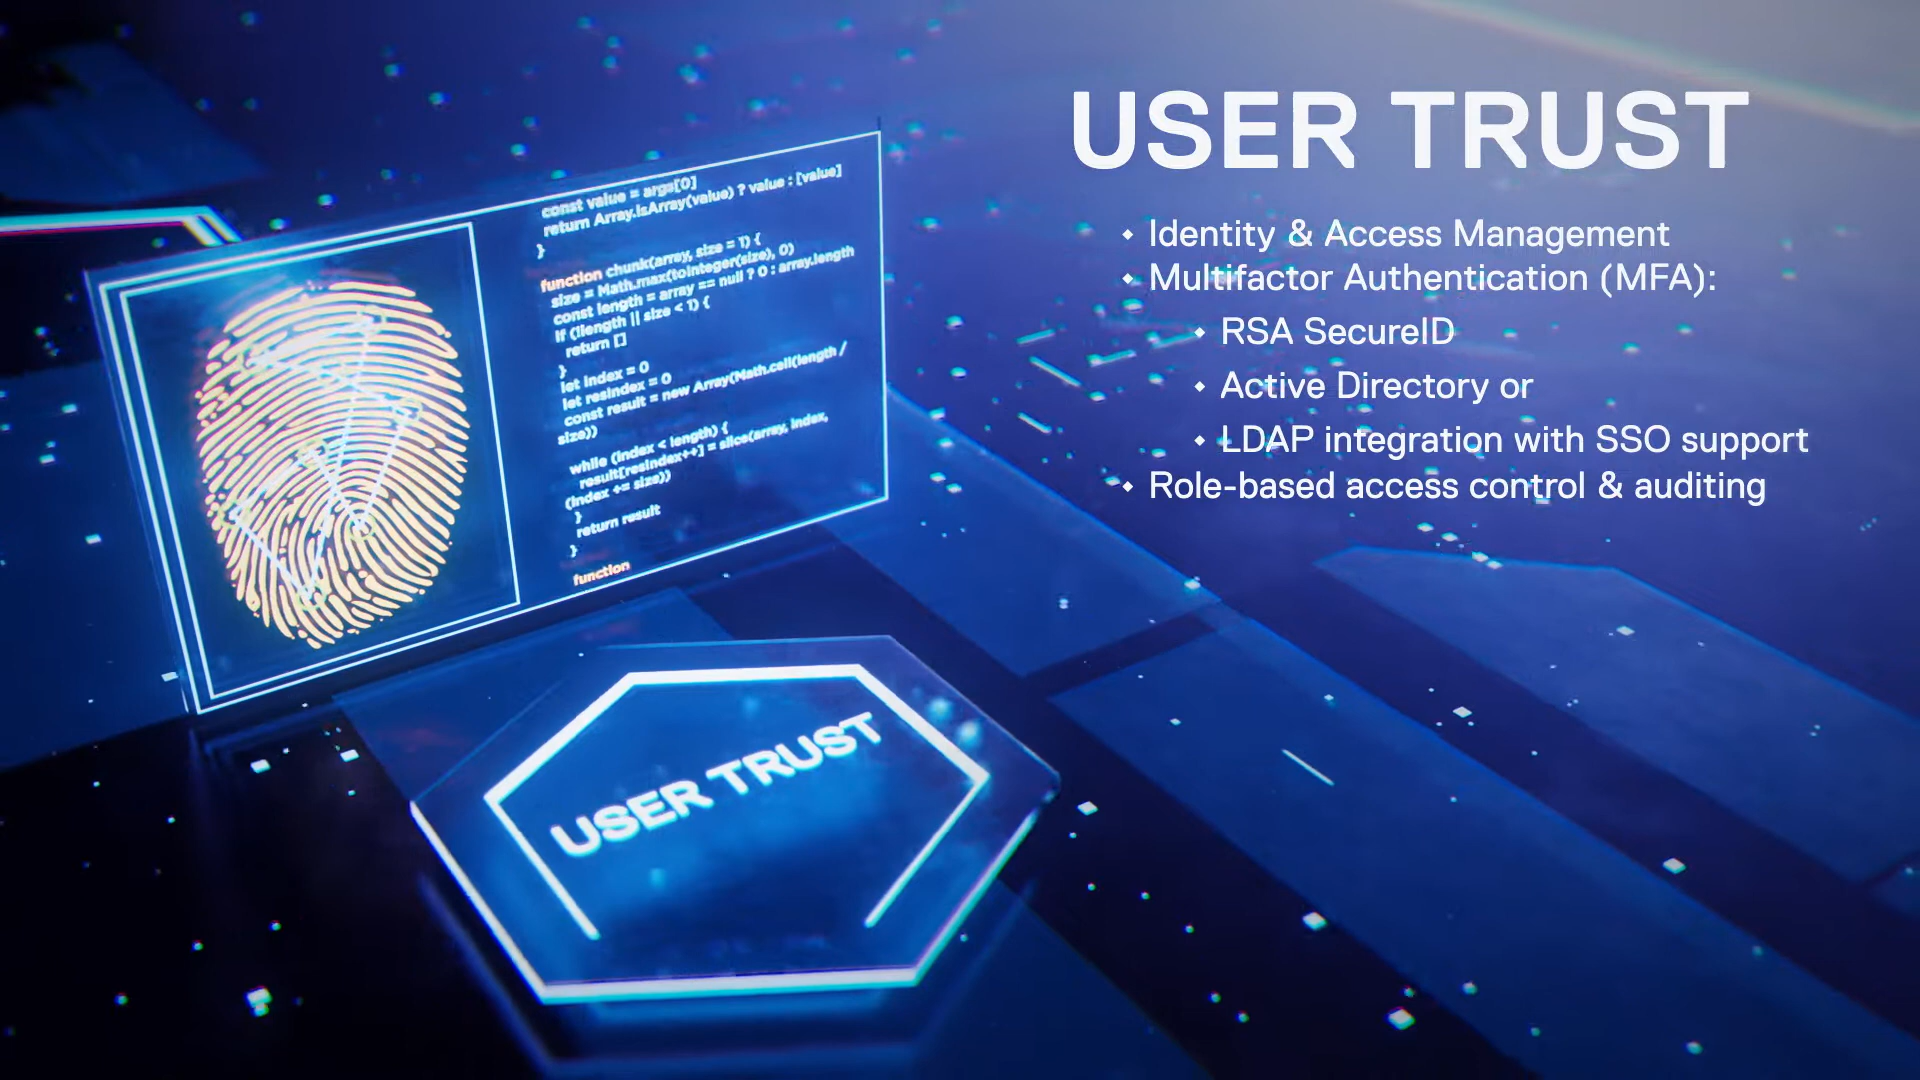 USER TRUST
Identity & Access Management
Multifactor Authentication (MFA):
RSA SecureID
Active Directory or
LDAP integration with SSO support
Role-based access control & auditing
const value = args[0]
return Array.isArray(value) ? value : [value]
}
function chunk(array, size = 1) {
size = Math.max(toInteger(size), 0)
const length = array == null ? 0 : array.length
if (!length || size < 1) {
return []
}
let index = 0
let resIndex = 0
const result = new Array(Math.ceil(length /
size))
while (index < length) {
result[resIndex++] = slice(array, index,
(index += size))
}
return result
}
function
USER TRUST